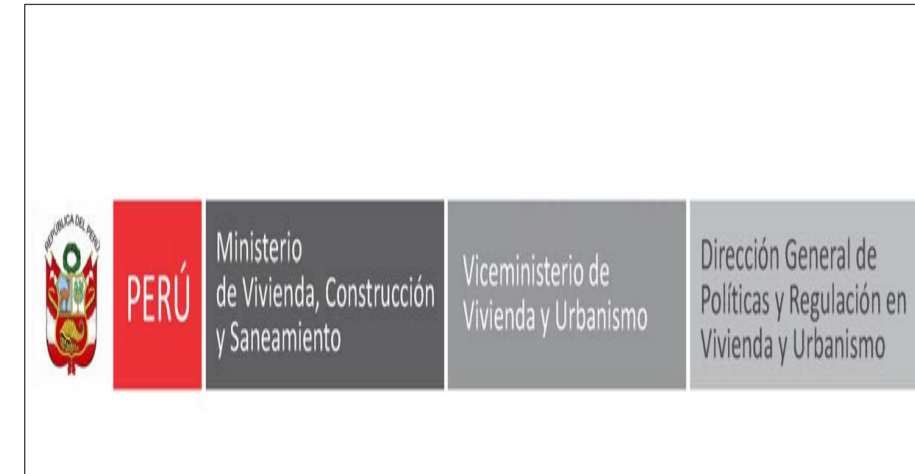 REPÚBLICA DEL PERÚ
PERÚ
Ministerio
de Vivienda, Construcción
y Saneamiento
Viceministerio de
Vivienda y Urbanismo
Dirección General de
Políticas y Regulación en
Vivienda y Urbanismo